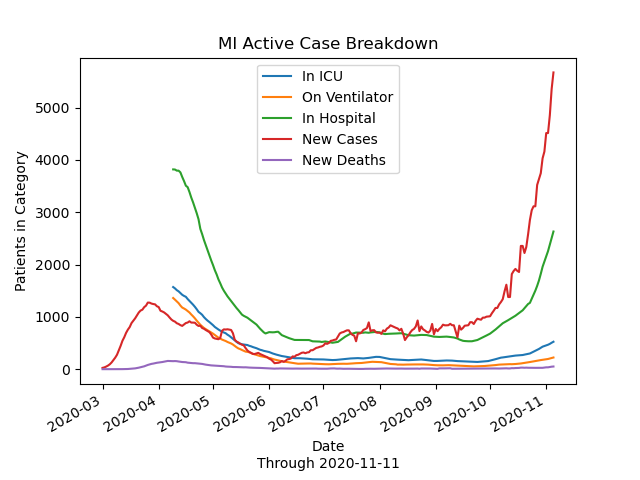 MI Active Case Breakdown
In ICU
On Ventilator
In Hospital
New Cases
New Deaths
Patients in Category
5000
4000
3000
2000
1000
0
2020-03
2020-04
2020-05
2020-06
2020-07
2020-08
2020-09
2020-10
2020-11
Date
Through 2020-11-11